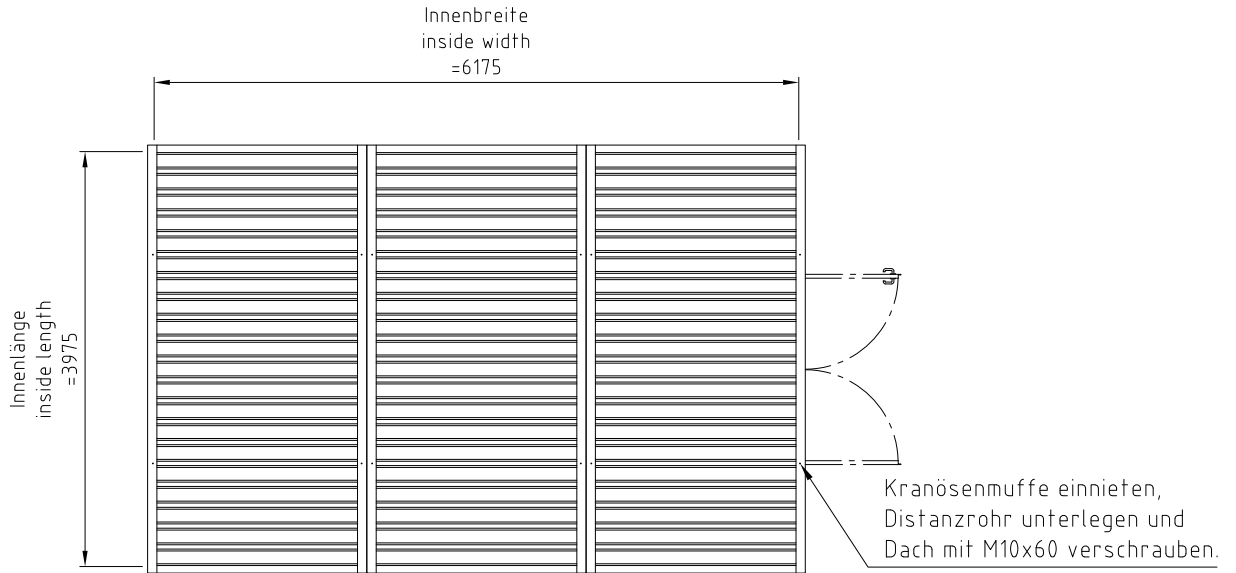 Innenbreite
inside width
=6175
Innenlänge
inside length
=3975
Kranösenmuffe einnieten,
Distanzrohr unterlegen und
Dach mit M10x60 verschrauben.